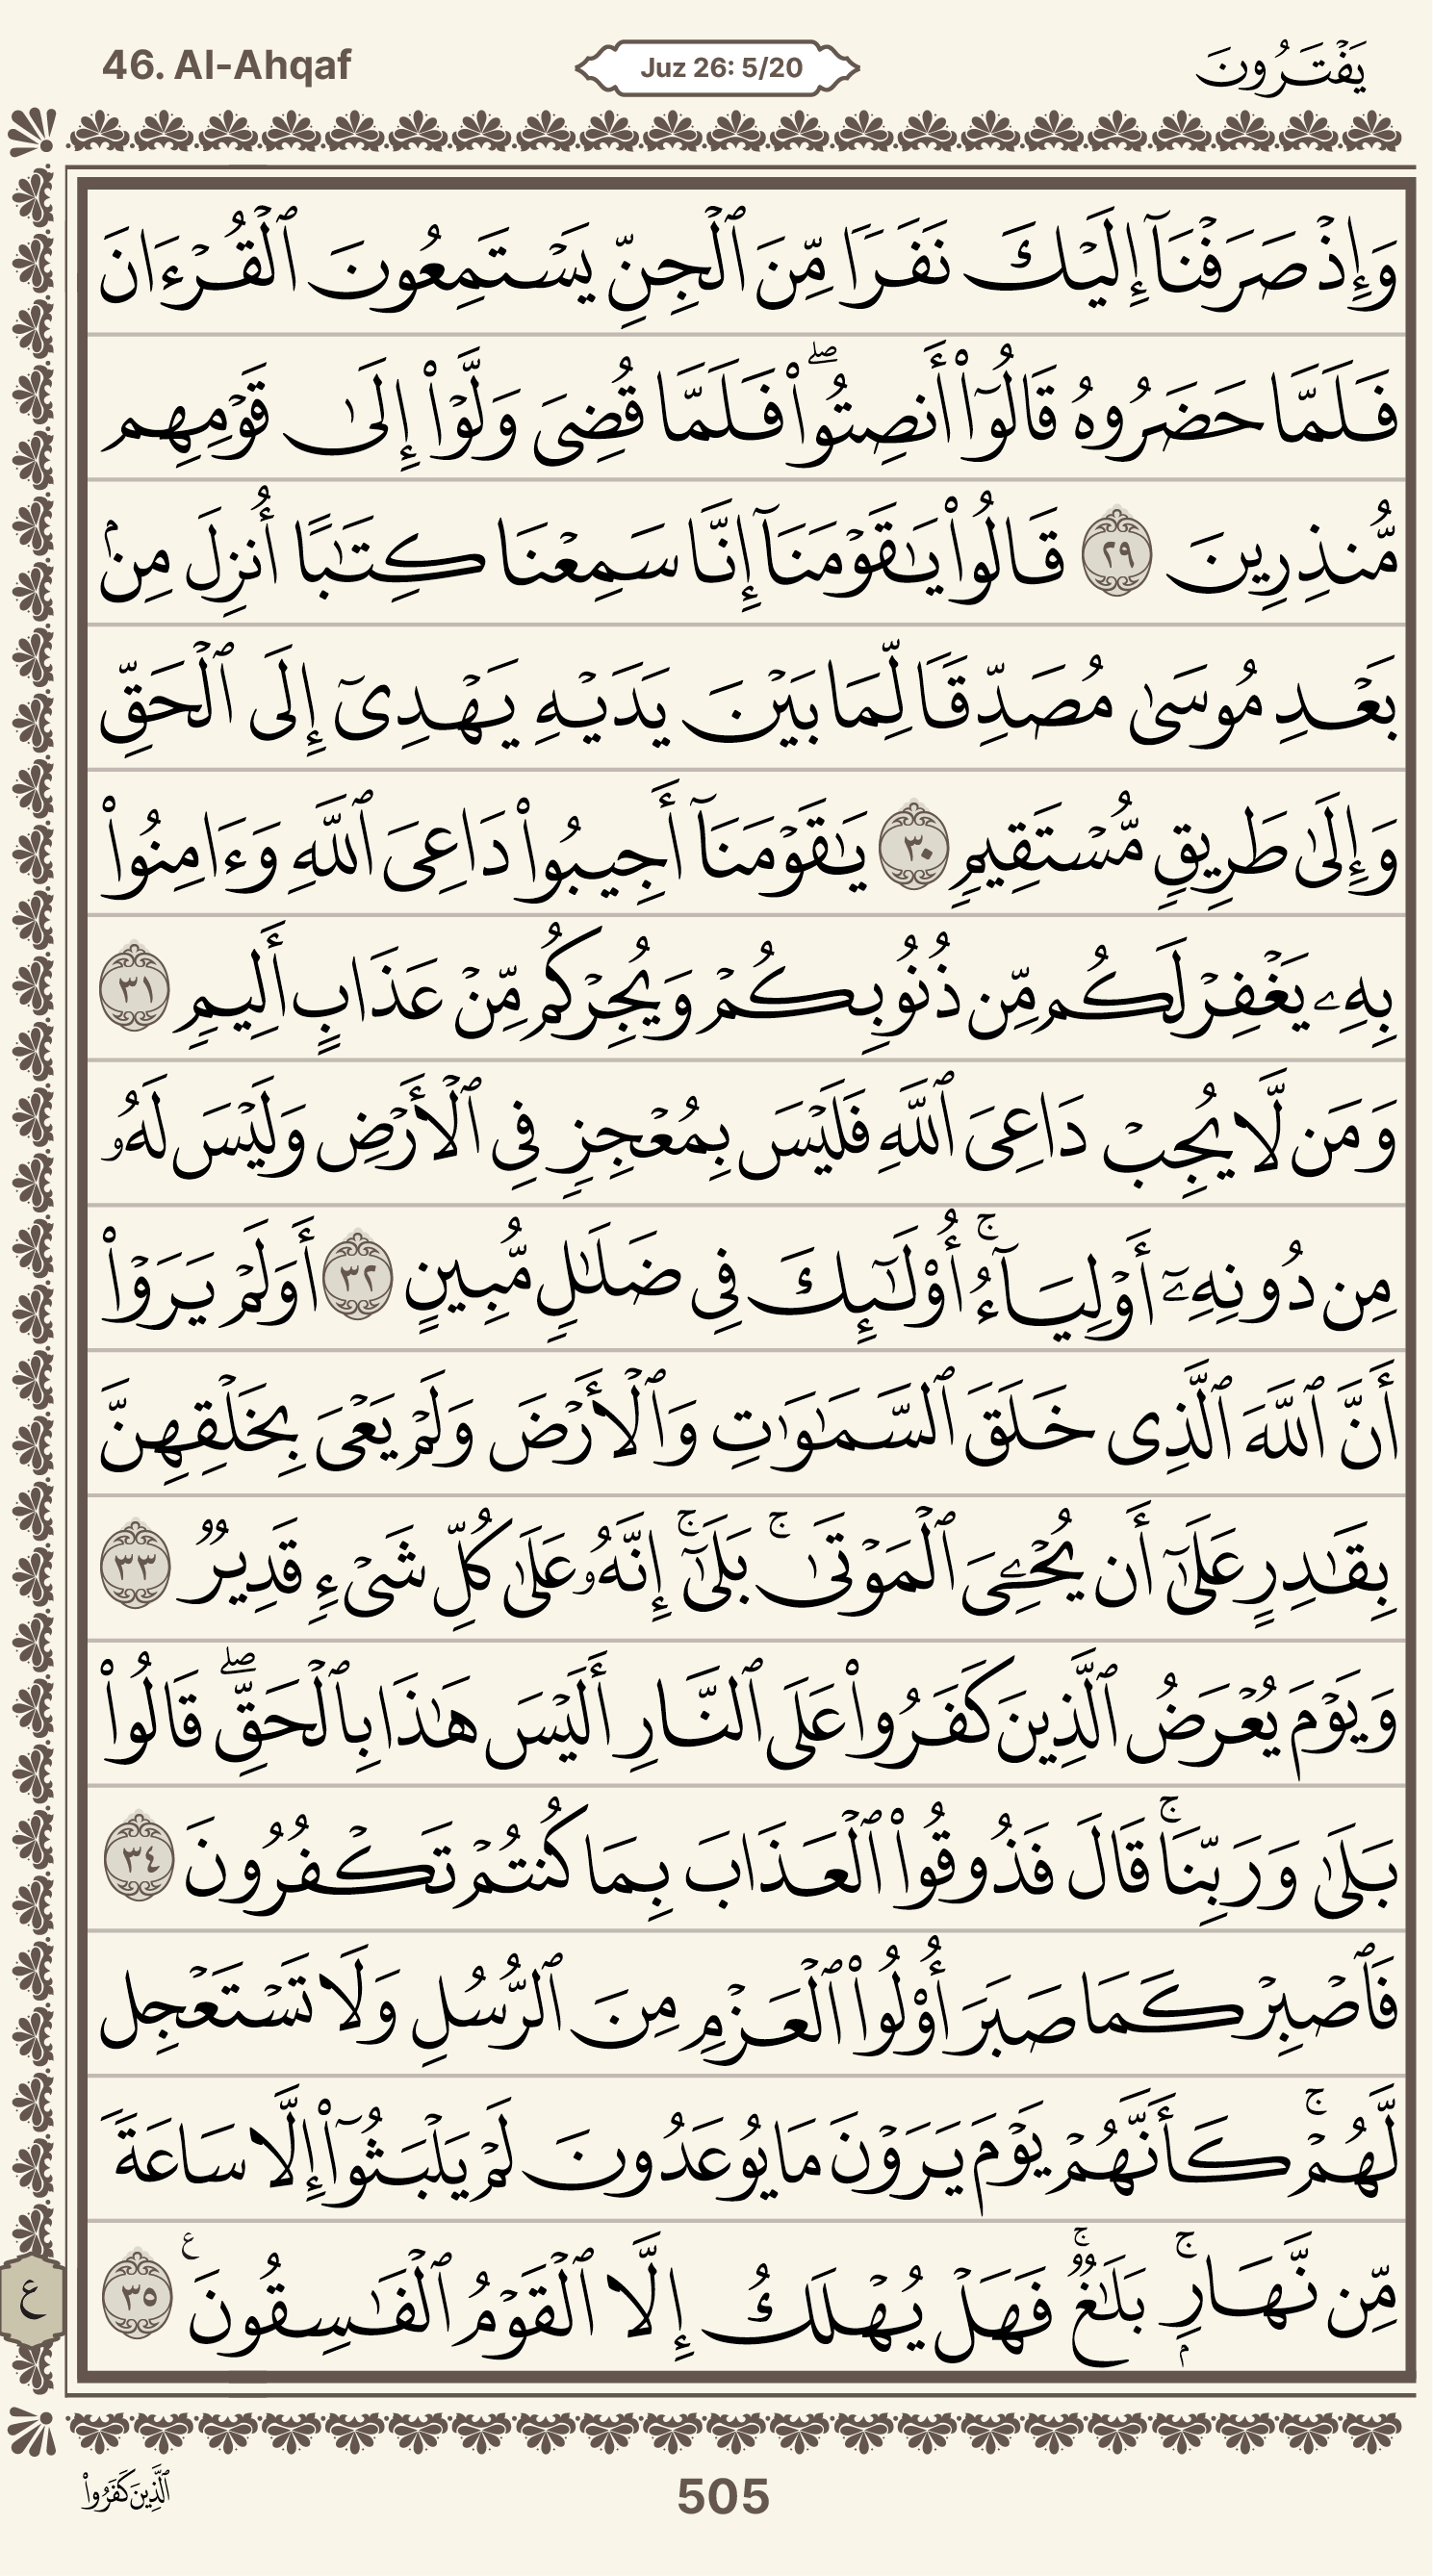 46. Al-Ahqaf
Juz 26: 5/20
يَفْتَرُونَ
وَإِذْ صَرَفْنَآ إِلَيْكَ نَفَرًا مِّنَ ٱلْجِنِّ يَسْتَمِعُونَ ٱلْقُرْءَانَ
فَلَمَّا حَضَرُوهُ قَالُوٓا۟ أَنصِتُوا۟ ۖ فَلَمَّا قُضِىَ وَلَّوْا۟ إِلَىٰ قَوْمِهِم
مُّنذِرِينَ ٢٩ قَالُوا۟ يَٰقَوْمَنَآ إِنَّا سَمِعْنَا كِتَٰبًا أُنزِلَ مِنۢ
بَعْدِ مُوسَىٰ مُصَدِّقًا لِّمَا بَيْنَ يَدَيْهِ يَهْدِىٓ إِلَى ٱلْحَقِّ
وَإِلَىٰ طَرِيقٍ مُّسْتَقِيمٍ ٣٠ يَٰقَوْمَنَآ أَجِيبُوا۟ دَاعِىَ ٱللَّهِ وَءَامِنُوا۟
بِهِۦ يَغْفِرْ لَكُم مِّن ذُنُوبِكُمْ وَيُجِرْكُم مِّنْ عَذَابٍ أَلِيمٍ ٣١
وَمَن لَّا يُجِبْ دَاعِىَ ٱللَّهِ فَلَيْسَ بِمُعْجِزٍ فِى ٱلْأَرْضِ وَلَيْسَ لَهُۥ
مِن دُونِهِۦٓ أَوْلِيَآءُ ۚ أُو۟لَٰٓئِكَ فِى ضَلَٰلٍ مُّبِينٍ ٣٢ أَوَلَمْ يَرَوْا۟
أَنَّ ٱللَّهَ ٱلَّذِى خَلَقَ ٱلسَّمَٰوَٰتِ وَٱلْأَرْضَ وَلَمْ يَعْىَ بِخَلْقِهِنَّ
بِقَٰدِرٍ عَلَىٰٓ أَن يُحْـِۧىَ ٱلْمَوْتَىٰ ۚ بَلَىٰٓ ۚ إِنَّهُۥ عَلَىٰ كُلِّ شَىْءٍ قَدِيرٌ ٣٣
وَيَوْمَ يُعْرَضُ ٱلَّذِينَ كَفَرُوا۟ عَلَى ٱلنَّارِ أَلَيْسَ هَٰذَا بِٱلْحَقِّ ۖ قَالُوا۟
بَلَىٰ وَرَبِّنَا ۚ قَالَ فَذُوقُوا۟ ٱلْعَذَابَ بِمَا كُنتُمْ تَكْفُرُونَ ٣٤
فَٱصْبِرْ كَمَا صَبَرَ أُو۟لُوا۟ ٱلْعَزْمِ مِنَ ٱلرُّسُلِ وَلَا تَسْتَعْجِل
لَّهُمْ ۚ كَأَنَّهُمْ يَوْمَ يَرَوْنَ مَا يُوعَدُونَ لَمْ يَلْبَثُوٓا۟ إِلَّا سَاعَةً
مِّن نَّهَارٍۭ ۚ بَلَٰغٌ ۚ فَهَلْ يُهْلَكُ إِلَّا ٱلْقَوْمُ ٱلْفَٰسِقُونَ ع ٣٥
ع
ٱلَّذِينَ كَفَرُوا۟
505